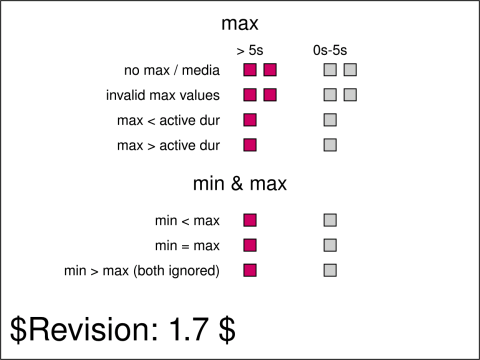 max
> 5s 0s-5s
no max / media
invalid max values
max < active dur
max > active dur
min & max
min < max
min = max
min > max (both ignored)
$Revision: 1.7 $